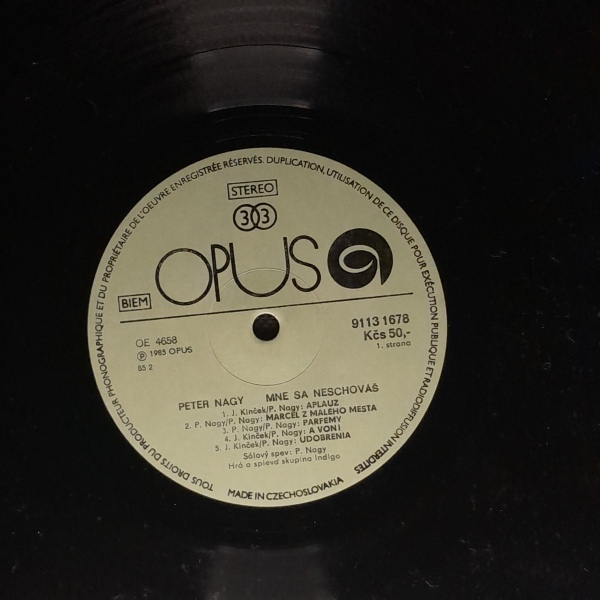 TOUS DROITS DU PRODUCTEUR PHONOGRAPHIQUE ET DU PROPRIÉTAIRE DE L'OEUVRE ENREGISTRÉE RÉSERVÉS. DUPLICATION, UTILISATION DE CE DISQUE POUR EXÉCUTION PUBLIQUE ET RADIODIFFUSION INTERDITES
STEREO
33
OPUS
BIEM
OE 4658
Ⓟ 1985 OPUS
85 2
9113 1678
Kčs 50,-
1. strana
PETER NAGY MNE SA NESCHOVÁŠ
1. J. Kinček/P. Nagy: APLAUZ
2. P. Nagy/P. Nagy: MARCEL Z MALÉHO MESTA
3. P. Nagy/P. Nagy: PARFÉMY
4. J. Kinček/P. Nagy: A VONI
5. J. Kinček/P. Nagy: UDOBRENIA
Sólový spev: P. Nagy
Hrá a spieva skupina Indigo
MADE IN CZECHOSLOVAKIA